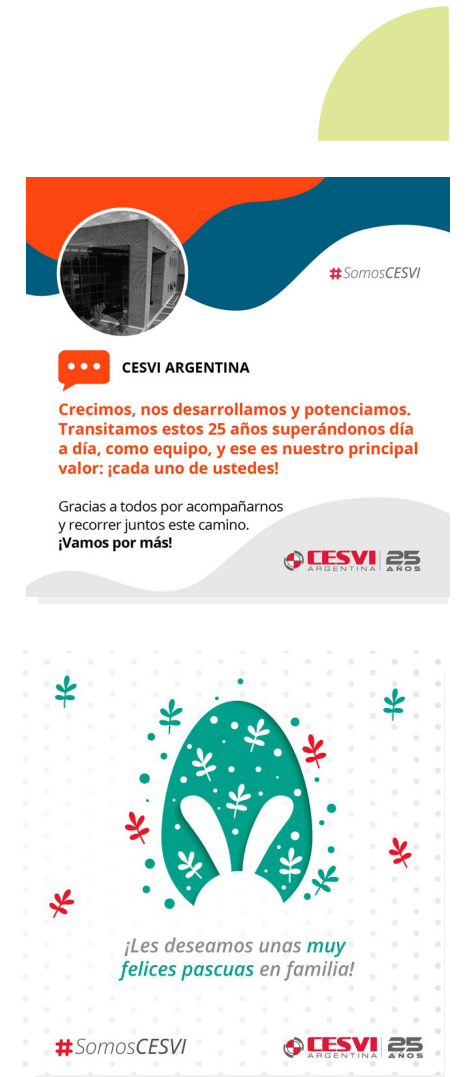 #SomosCESVI
CESVI ARGENTINA
Crecimos, nos desarrollamos y potenciamos.
Transitamos estos 25 años superándonos día
a día, como equipo, y ese es nuestro principal
valor: ¡cada uno de ustedes!
Gracias a todos por acompañarnos
y recorrer juntos este camino.
¡Vamos por más!
CESVI 25
ARGENTINA AÑOS
¡Les deseamos unas muy
felices pascuas en familia!
#SomosCESVI
CESVI 25
ARGENTINA AÑOS